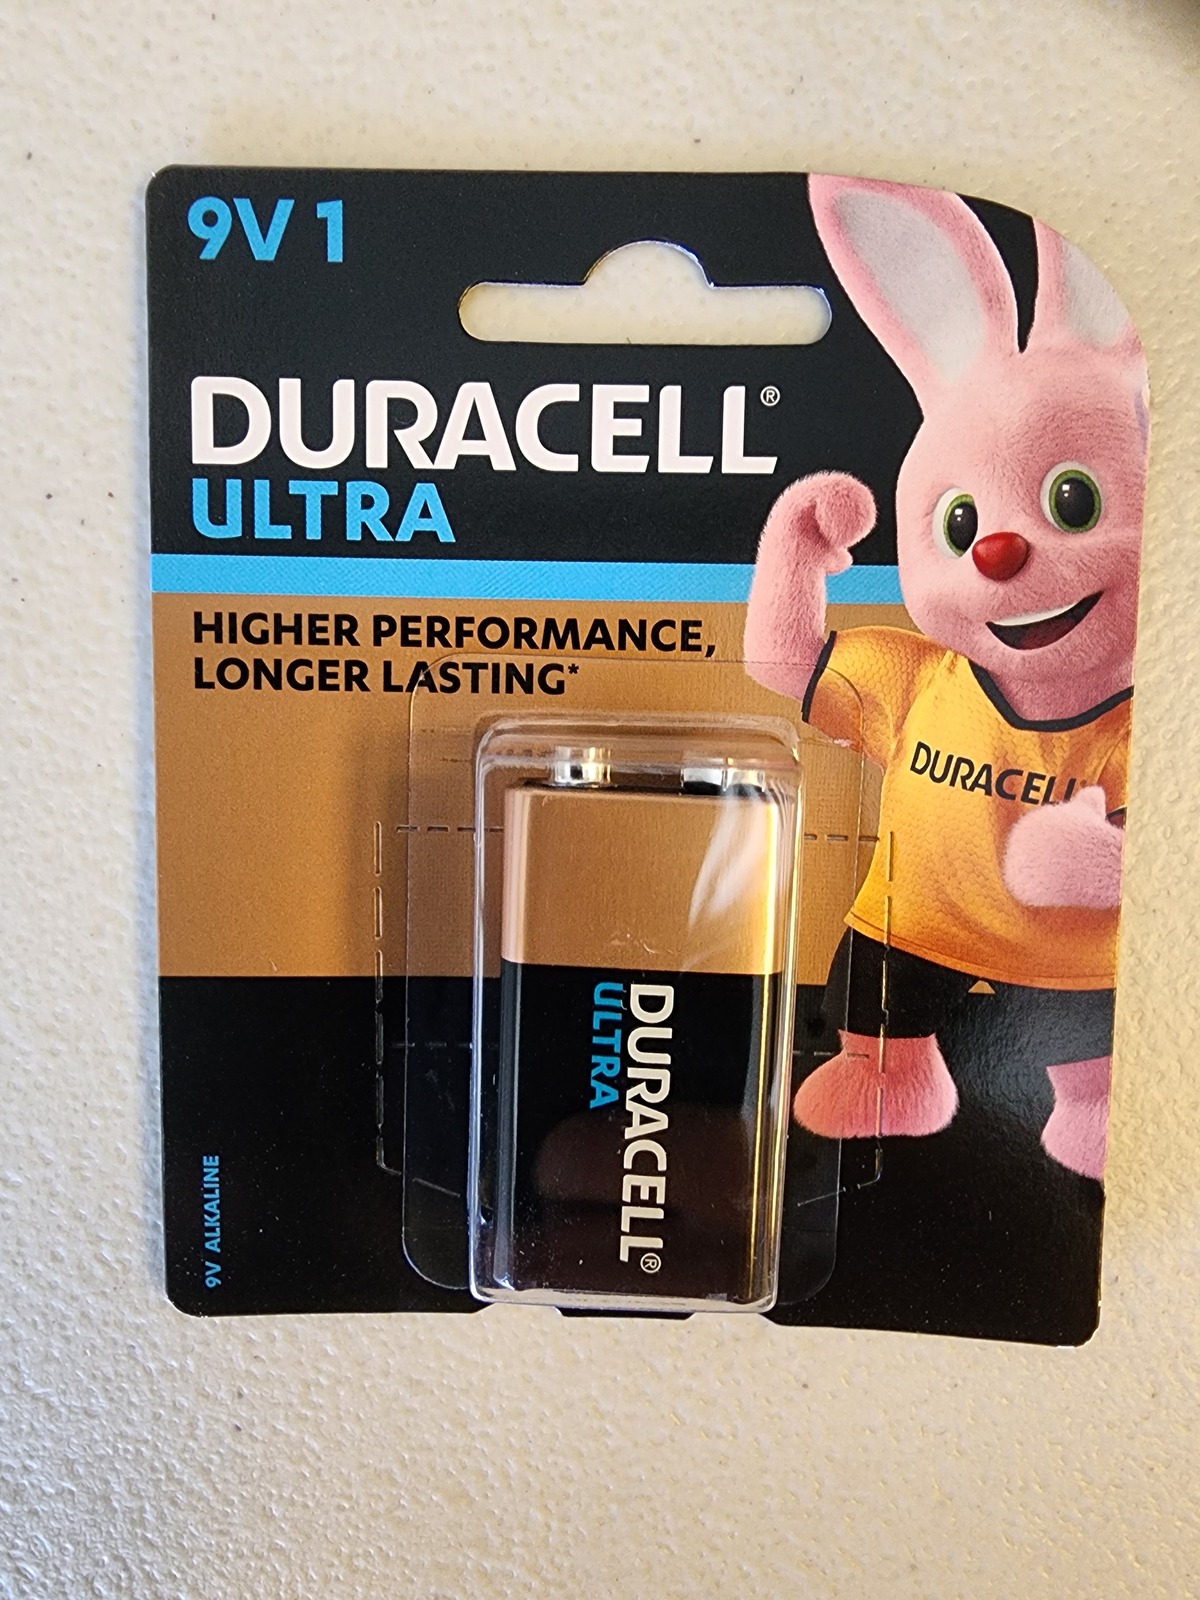 9V 1
DURACELL®
ULTRA
HIGHER PERFORMANCE,
LONGER LASTING*
DURACELL
DURACELL®
ULTRA
9V ALKALINE